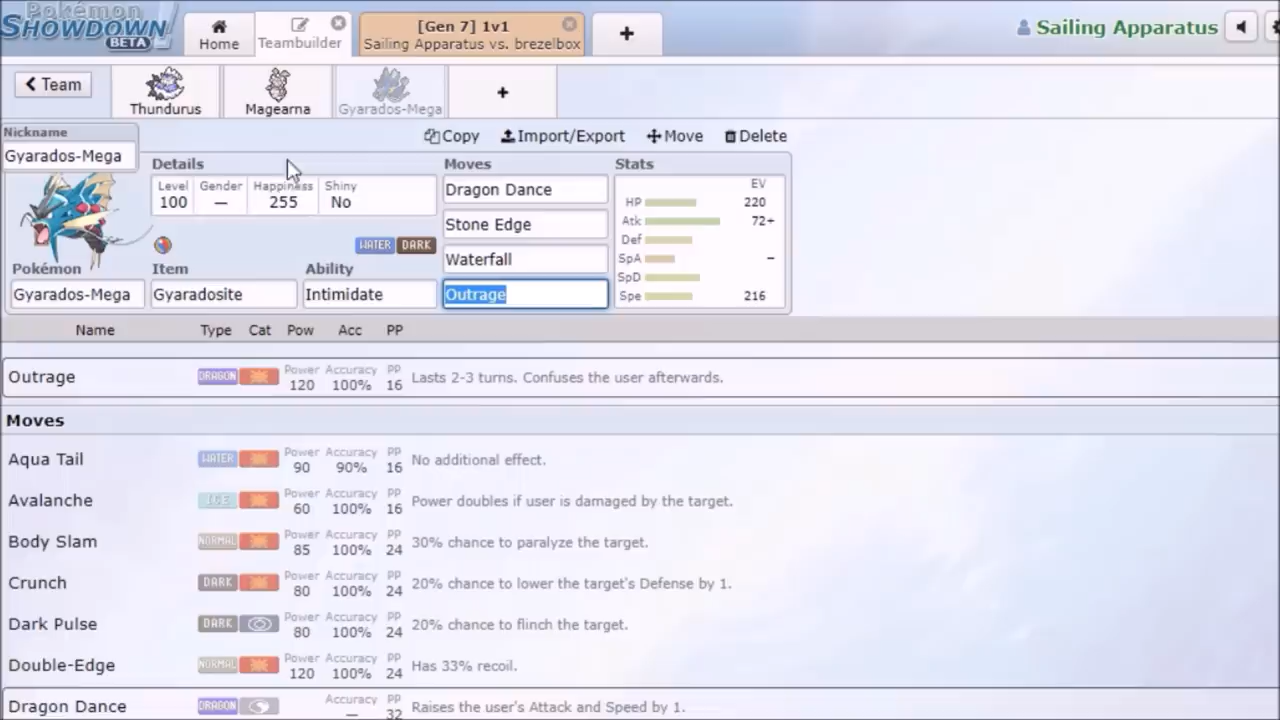 Pokémon
SHOWDOWN
BETA
Home
Teambuilder
[Gen 7] 1v1
Sailing Apparatus vs. brezelbox
+
Sailing Apparatus
Team
Thundurus
Magearna
Gyarados-Mega
+
Copy Import/Export Move Delete
Nickname
Gyarados-Mega
Details
Level Gender Happiness Shiny
100 — 255 No
WATER DARK
Pokémon Item Ability
Gyarados-Mega Gyaradosite Intimidate
Moves
Dragon Dance
Stone Edge
Waterfall
Outrage
Stats
EV
HP 220
Atk 72+
Def
SpA –
SpD
Spe 216
Name Type Cat Pow Acc PP
Outrage DRAGON Power 120 Accuracy 100% PP 16 Lasts 2-3 turns. Confuses the user afterwards.
Moves
Aqua Tail WATER Power 90 Accuracy 90% PP 16 No additional effect.
Avalanche ICE Power 60 Accuracy 100% PP 16 Power doubles if user is damaged by the target.
Body Slam NORMAL Power 85 Accuracy 100% PP 24 30% chance to paralyze the target.
Crunch DARK Power 80 Accuracy 100% PP 24 20% chance to lower the target's Defense by 1.
Dark Pulse DARK Power 80 Accuracy 100% PP 24 20% chance to flinch the target.
Double-Edge NORMAL Power 120 Accuracy 100% PP 24 Has 33% recoil.
Dragon Dance DRAGON Accuracy — PP 32 Raises the user's Attack and Speed by 1.